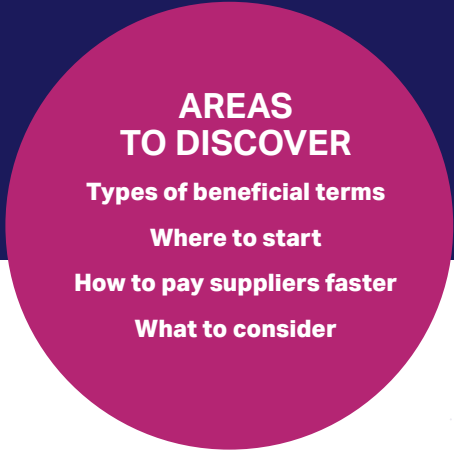 AREAS
TO DISCOVER
Types of beneficial terms
Where to start
How to pay suppliers faster
What to consider